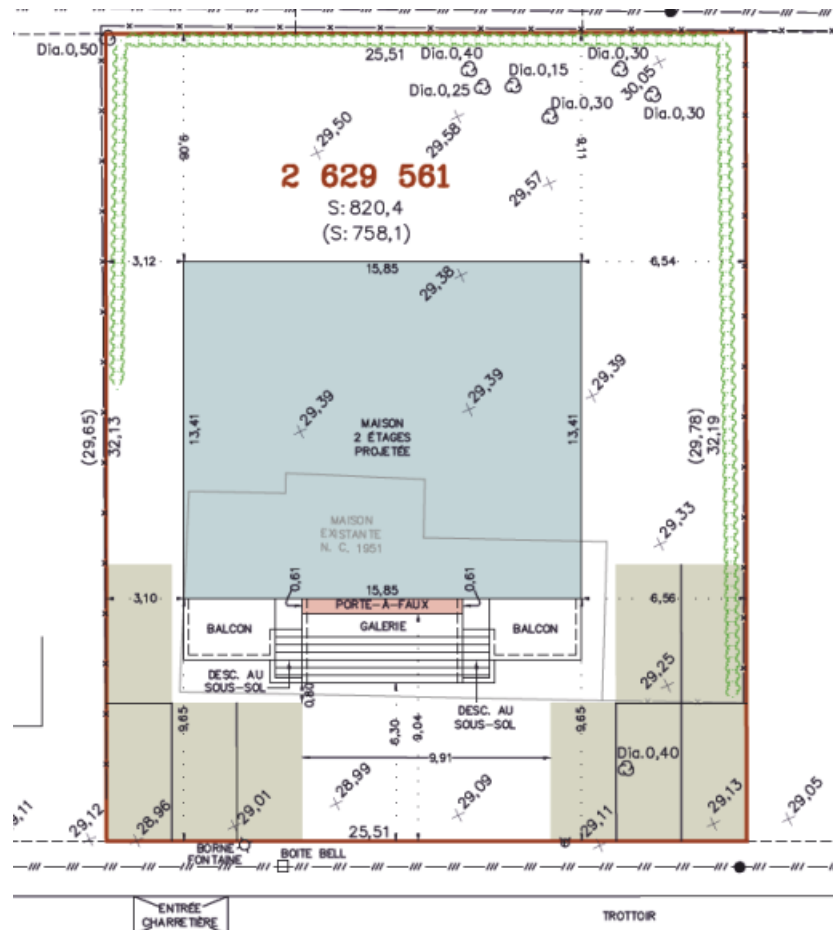 Dia.0,50
25,51
Dia.0,40
Dia.0,25
Dia.0,15
Dia.0,30
Dia.0,30
30,05
Dia.0,30
29,50
29,58
29,57
9,08
9,11
2 629 561
S: 820,4
(S: 758,1)
3,12
15,85
6,54
29,38
29,39
29,39
29,39
(29,65)
32,13
13,41
MAISON
2 ÉTAGES
PROJETÉE
13,41
(29,78)
32,19
MAISON
EXISTANTE
N. C. 1951
29,33
3,10
0,61
15,85
0,61
6,56
PORTE-À-FAUX
BALCON
GALERIE
BALCON
DESC. AU
SOUS-SOL
0,80
DESC. AU
SOUS-SOL
29,25
9,65
6,30
9,04
9,65
9,91
Dia.0,40
29,12
28,96
29,01
28,99
29,09
29,11
29,13
29,05
25,51
BORNE
FONTAINE
BOITE BELL
ENTRÉE
CHARRETIÈRE
TROTTOIR